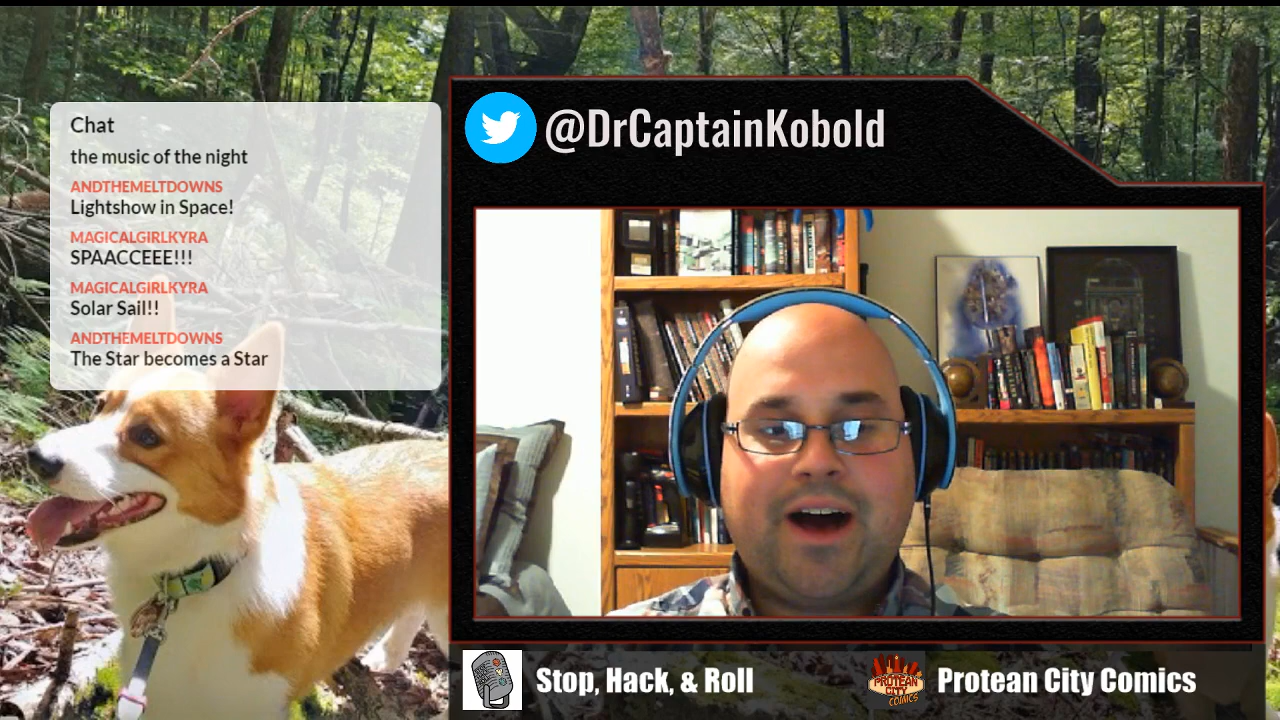 Chat
the music of the night
ANDTHEMELTDOWNS
Lightshow in Space!
MAGICALGIRLKYRA
SPAACCEEE!!!
MAGICALGIRLKYRA
Solar Sail!!
ANDTHEMELTDOWNS
The Star becomes a Star
@DrCaptainKobold
Stop, Hack, & Roll
PROTEAN
CITY
COMICS
Protean City Comics